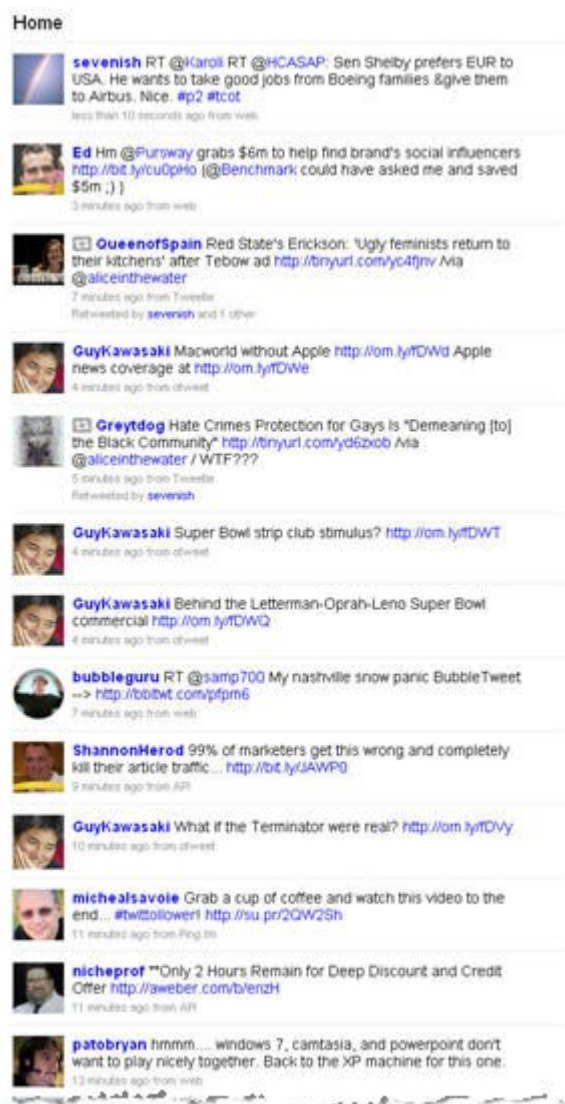 Home
sevenish RT @Karoli RT @HCASAP: Sen Shelby prefers EUR to
USA. He wants to take good jobs from Boeing families &give them
to Airbus. Nice. #p2 #tcot
less than 10 seconds ago from web
Ed Hm @Pursway grabs $6m to help find brand's social influencers
http://bit.ly/cu0pHo (@Benchmark could have asked me and saved
$5m ;) )
3 minutes ago from web
QueenofSpain Red State's Erickson: 'Ugly feminists return to
their kitchens' after Tebow ad http://tinyurl.com/yc4fjnv /via
@aliceinthewater
7 minutes ago from Tweetie
Retweeted by sevenish and 1 other
GuyKawasaki Macworld without Apple http://om.ly/fDWd Apple
news coverage at http://om.ly/fDWe
4 minutes ago from otweet
Greytdog Hate Crimes Protection for Gays Is "Demeaning [to]
the Black Community" http://tinyurl.com/yd6zxob /via
@aliceinthewater / WTF???
5 minutes ago from Tweetie
Retweeted by sevenish
GuyKawasaki Super Bowl strip club stimulus? http://om.ly/fDWT
4 minutes ago from otweet
GuyKawasaki Behind the Letterman-Oprah-Leno Super Bowl
commercial http://om.ly/fDWQ
4 minutes ago from otweet
bubbleguru RT @samp700 My nashville snow panic BubbleTweet
--> http://bbltwt.com/pfpm6
7 minutes ago from web
ShannonHerod 99% of marketers get this wrong and completely
kill their article traffic... http://bit.ly/JAWP0
9 minutes ago from API
GuyKawasaki What if the Terminator were real? http://om.ly/fDVy
10 minutes ago from otweet
michealsavoie Grab a cup of coffee and watch this video to the
end... #twittollower! http://su.pr/2QW2Sh
11 minutes ago from Ping.fm
nicheprof **Only 2 Hours Remain for Deep Discount and Credit
Offer http://aweber.com/b/enzH
11 minutes ago from API
patobryan hmmm.... windows 7, camtasia, and powerpoint don't
want to play nicely together. Back to the XP machine for this one.
13 minutes ago from web